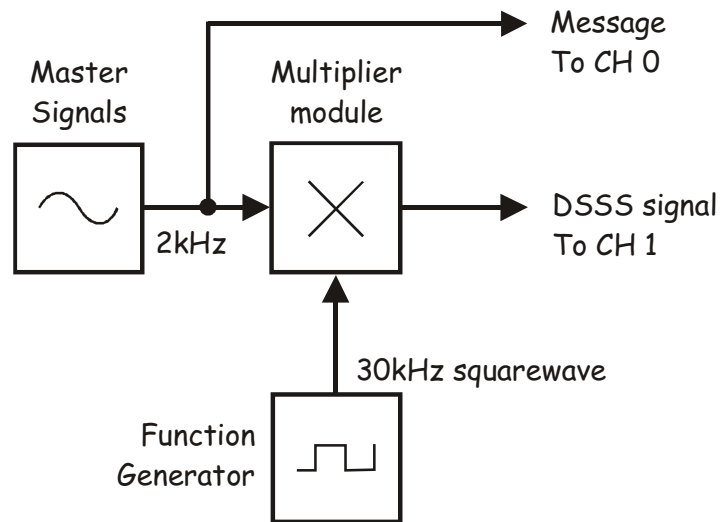 Message
To CH 0
Master
Signals
Multiplier
module
2kHz
DSSS signal
To CH 1
30kHz squarewave
Function
Generator